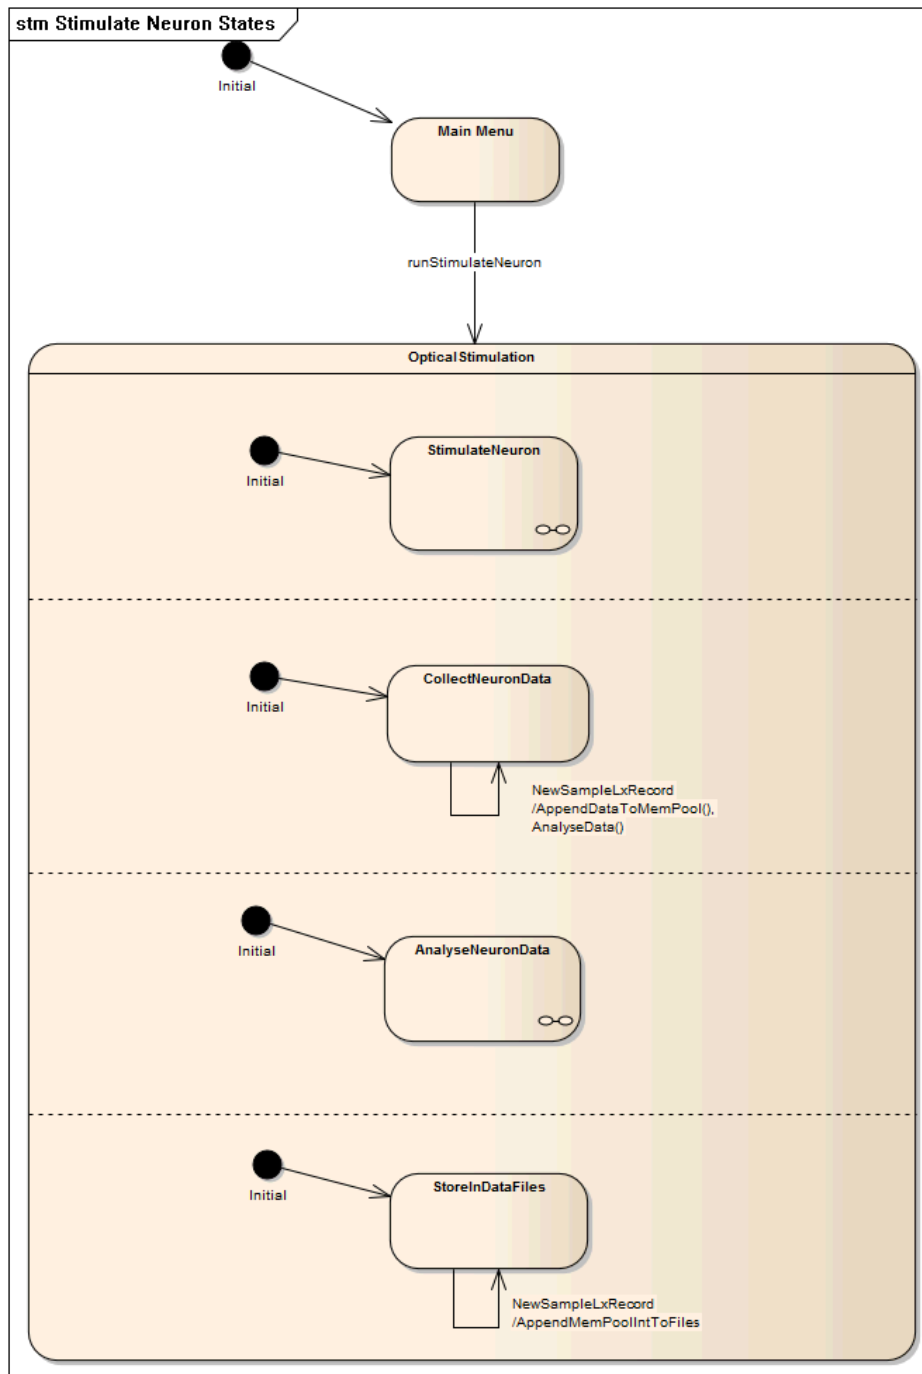 stm Stimulate Neuron States
Initial
Main Menu
runStimulateNeuron
OpticalStimulation
StimulateNeuron
Initial
CollectNeuronData
Initial
NewSampleLxRecord
/AppendDataToMemPool(),
AnalyseData()
AnalyseNeuronData
Initial
StoreInDataFiles
Initial
NewSampleLxRecord
/AppendMemPoolIntToFiles